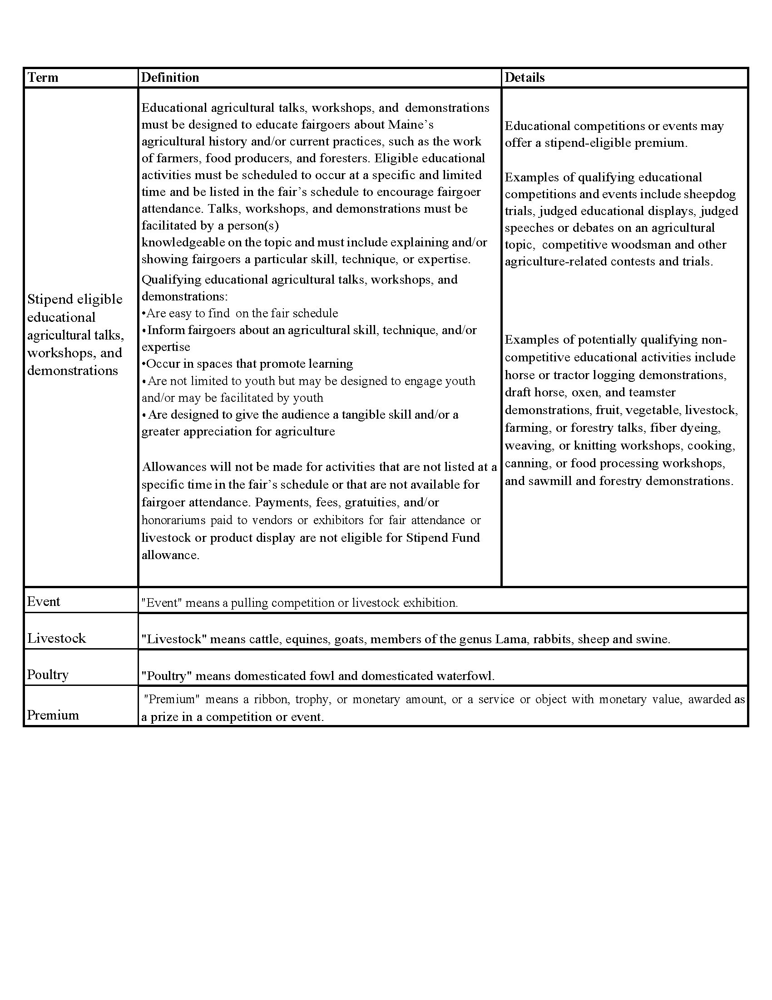 Term
Definition
Details
Stipend eligible
educational
agricultural talks,
workshops, and
demonstrations
Educational agricultural talks, workshops, and demonstrations
must be designed to educate fairgoers about Maine’s
agricultural history and/or current practices, such as the work
of farmers, food producers, and foresters. Eligible educational
activities must be scheduled to occur at a specific and limited
time and be listed in the fair’s schedule to encourage fairgoer
attendance. Talks, workshops, and demonstrations must be
facilitated by a person(s)
knowledgeable on the topic and must include explaining and/or
showing fairgoers a particular skill, technique, or expertise.
Qualifying educational agricultural talks, workshops, and
demonstrations:
•Are easy to find on the fair schedule
•Inform fairgoers about an agricultural skill, technique, and/or
expertise
•Occur in spaces that promote learning
•Are not limited to youth but may be designed to engage youth
and/or may be facilitated by youth
•Are designed to give the audience a tangible skill and/or a
greater appreciation for agriculture
Allowances will not be made for activities that are not listed at a
specific time in the fair’s schedule or that are not available for
fairgoer attendance. Payments, fees, gratuities, and/or
honorariums paid to vendors or exhibitors for fair attendance or
livestock or product display are not eligible for Stipend Fund
allowance.
Educational competitions or events may
offer a stipend-eligible premium.
Examples of qualifying educational
competitions and events include sheepdog
trials, judged educational displays, judged
speeches or debates on an agricultural
topic, competitive woodsman and other
agriculture-related contests and trials.
Examples of potentially qualifying non-
competitive educational activities include
horse or tractor logging demonstrations,
draft horse, oxen, and teamster
demonstrations, fruit, vegetable, livestock,
farming, or forestry talks, fiber dyeing,
weaving, or knitting workshops, cooking,
canning, or food processing workshops,
and sawmill and forestry demonstrations.
Event
"Event" means a pulling competition or livestock exhibition.
Livestock
"Livestock" means cattle, equines, goats, members of the genus Lama, rabbits, sheep and swine.
Poultry
"Poultry" means domesticated fowl and domesticated waterfowl.
Premium
"Premium" means a ribbon, trophy, or monetary amount, or a service or object with monetary value, awarded as
a prize in a competition or event.